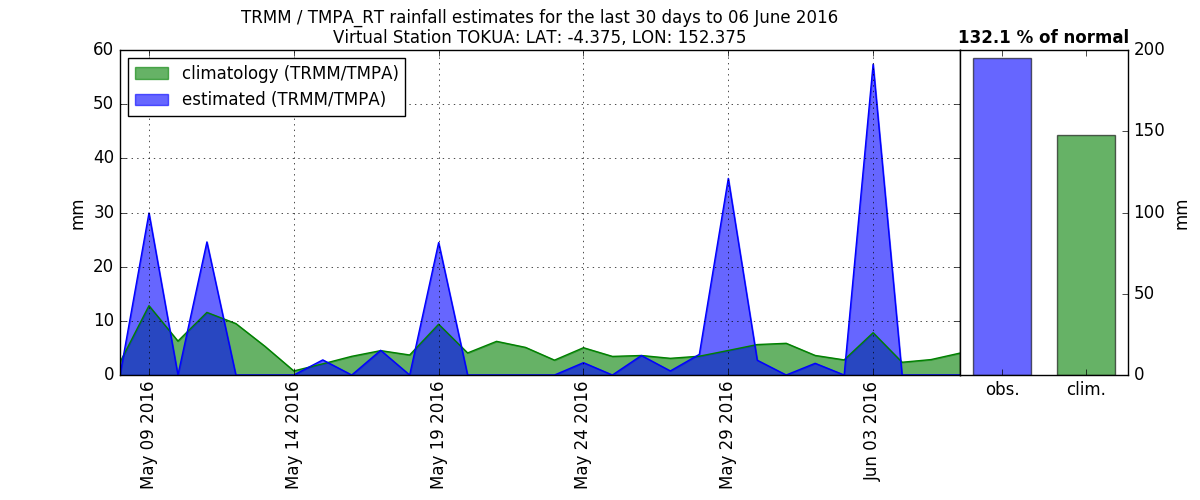 TRMM / TMPA_RT rainfall estimates for the last 30 days to 06 June 2016
Virtual Station TOKUA: LAT: -4.375, LON: 152.375
132.1 % of normal
climatology (TRMM/TMPA)
estimated (TRMM/TMPA)
60
50
40
30
20
10
0
mm
May 09 2016
May 14 2016
May 19 2016
May 24 2016
May 29 2016
Jun 03 2016
200
150
100
50
0
mm
obs.
clim.